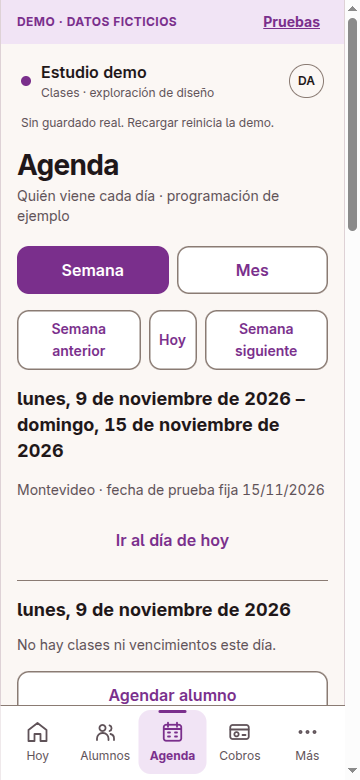 DEMO · DATOS FICTICIOS
Pruebas
Estudio demo
Clases · exploración de diseño
DA
Sin guardado real. Recargar reinicia la demo.
Agenda
Quién viene cada día · programación de
ejemplo
Semana
Mes
Semana
anterior
Hoy
Semana
siguiente
lunes, 9 de noviembre de 2026 –
domingo, 15 de noviembre de
2026
Montevideo · fecha de prueba fija 15/11/2026
Ir al día de hoy
lunes, 9 de noviembre de 2026
No hay clases ni vencimientos este día.
Agendar alumno
Hoy
Alumnos
Agenda
Cobros
Más